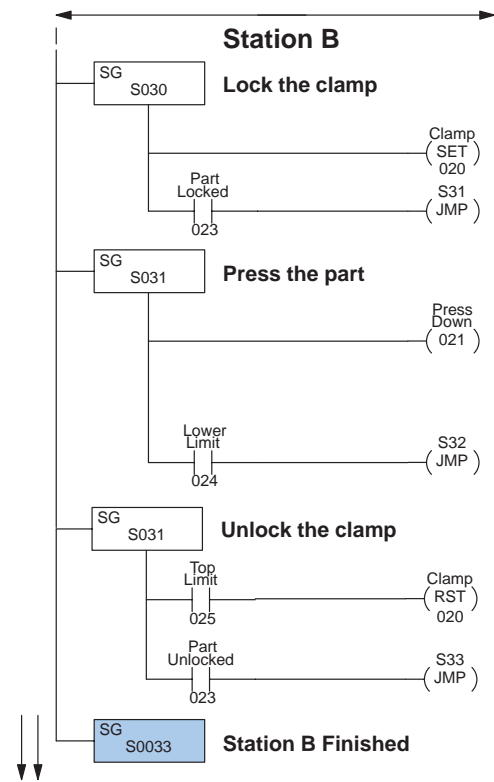 Station B
SG
S030
Lock the clamp
Clamp
SET
020
Part
Locked
023
S31
JMP
SG
S031
Press the part
Press
Down
021
Lower
Limit
024
S32
JMP
SG
S031
Unlock the clamp
Top
Limit
025
Clamp
RST
020
Part
Unlocked
023
S33
JMP
SG
S0033
Station B Finished